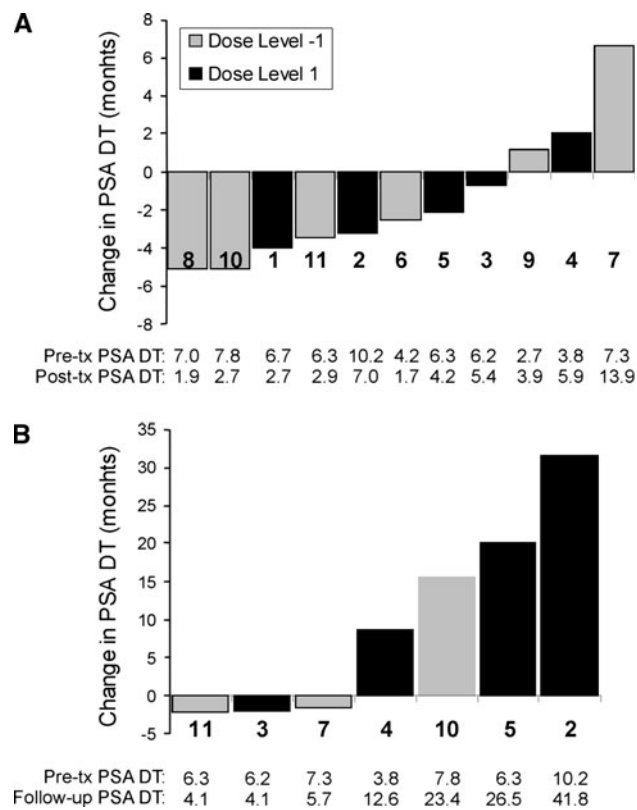 A
Change in PSA DT (monhts)
8
6
4
2
0
-2
-4
-6
-8
Dose Level -1
Dose Level 1
8 10 1 11 2 6 5 3 9 4 7
Pre-tx PSA DT: 7.0 7.8 6.7 6.3 10.2 4.2 6.3 6.2 2.7 3.8 7.3
Post-tx PSA DT: 1.9 2.7 2.7 2.9 7.0 1.7 4.2 5.4 3.9 5.9 13.9
B
Change in PSA DT (monhts)
35
30
25
20
15
10
5
0
-5
11 3 7 4 10 5 2
Pre-tx PSA DT: 6.3 6.2 7.3 3.8 7.8 6.3 10.2
Follow-up PSA DT: 4.1 4.1 5.7 12.6 23.4 26.5 41.8